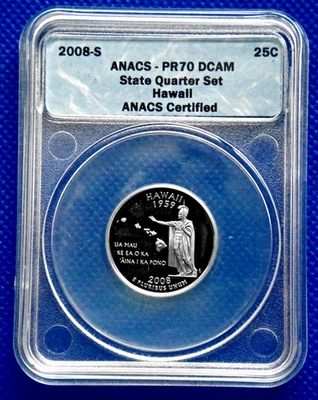 2008-S 25C
ANACS - PR70 DCAM
State Quarter Set
Hawaii
ANACS Certified
HAWAII
1959
UA MAU
KE EA O KA
ʻĀINA I KA PONO
2008
E PLURIBUS UNUM